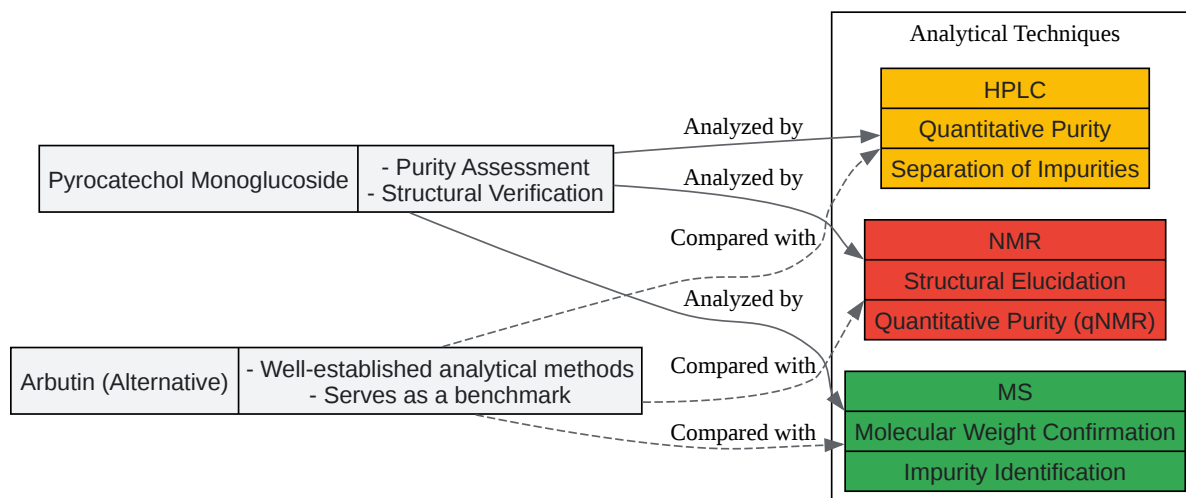 Analytical Techniques
HPLC
Quantitative Purity
Separation of Impurities
Analyzed by
Pyrocatechol Monoglucoside
- Purity Assessment
- Structural Verification
Analyzed by
Compared with
NMR
Structural Elucidation
Quantitative Purity (qNMR)
Analyzed by
Arbutin (Alternative)
- Well-established analytical methods
- Serves as a benchmark
Compared with
Compared with
MS
Molecular Weight Confirmation
Impurity Identification